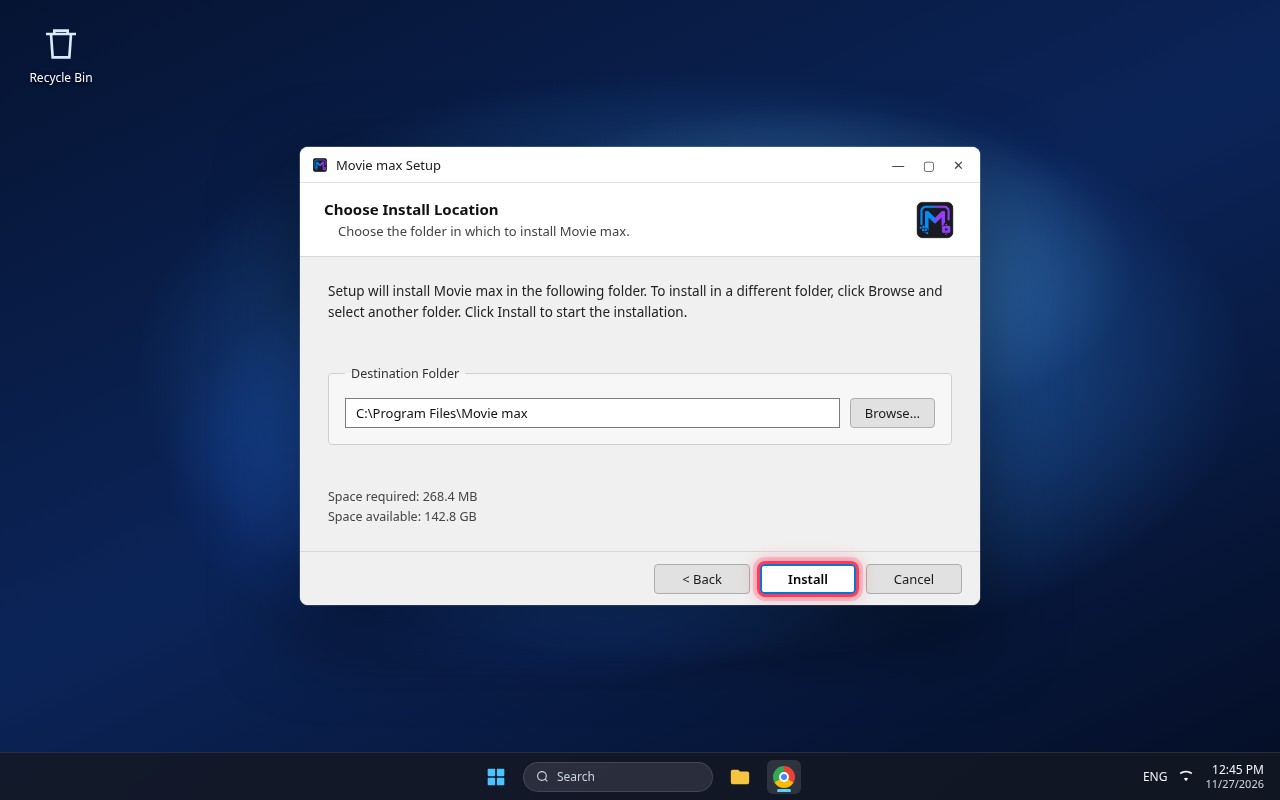 Recycle Bin
Movie max Setup
Choose Install Location
Choose the folder in which to install Movie max.
Setup will install Movie max in the following folder. To install in a different folder, click Browse and
select another folder. Click Install to start the installation.
Destination Folder
C:\Program Files\Movie max
Browse...
Space required: 268.4 MB
Space available: 142.8 GB
< Back
Install
Cancel
Search
ENG
12:45 PM
11/27/2026